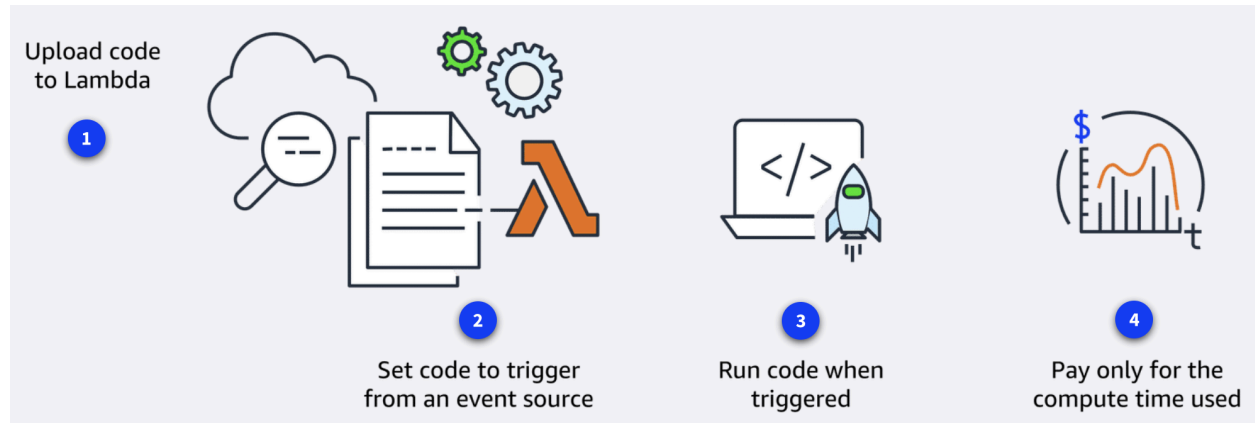 Upload code
to Lambda
1
2
Set code to trigger
from an event source
</>
3
Run code when
triggered
$
t
4
Pay only for the
compute time used